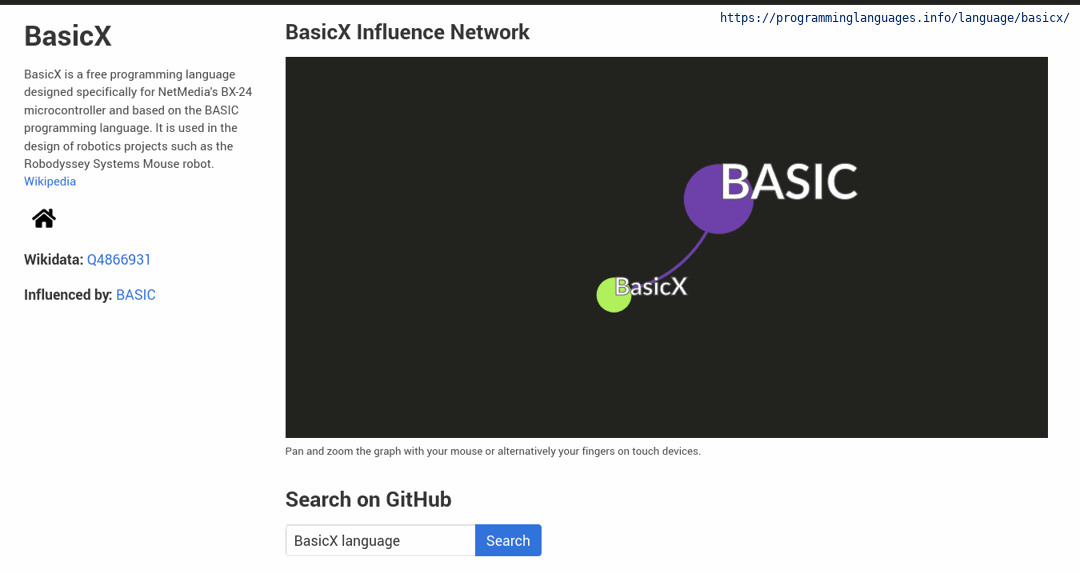 https://programminglanguages.info/language/basicx/
BasicX
BasicX is a free programming language
designed specifically for NetMedia's BX-24
microcontroller and based on the BASIC
programming language. It is used in the
design of robotics projects such as the
Robodyssey Systems Mouse robot.
Wikipedia
Wikidata: Q4866931
Influenced by: BASIC
BasicX Influence Network
BASIC
BasicX
Pan and zoom the graph with your mouse or alternatively your fingers on touch devices.
Search on GitHub
BasicX language
Search